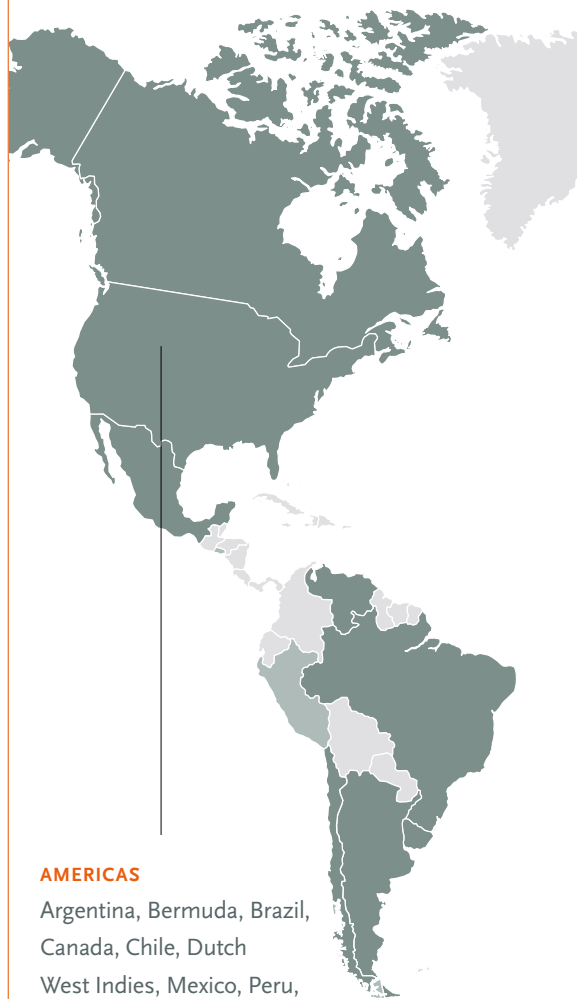 AMERICAS
Argentina, Bermuda, Brazil,
Canada, Chile, Dutch
West Indies, Mexico, Peru,